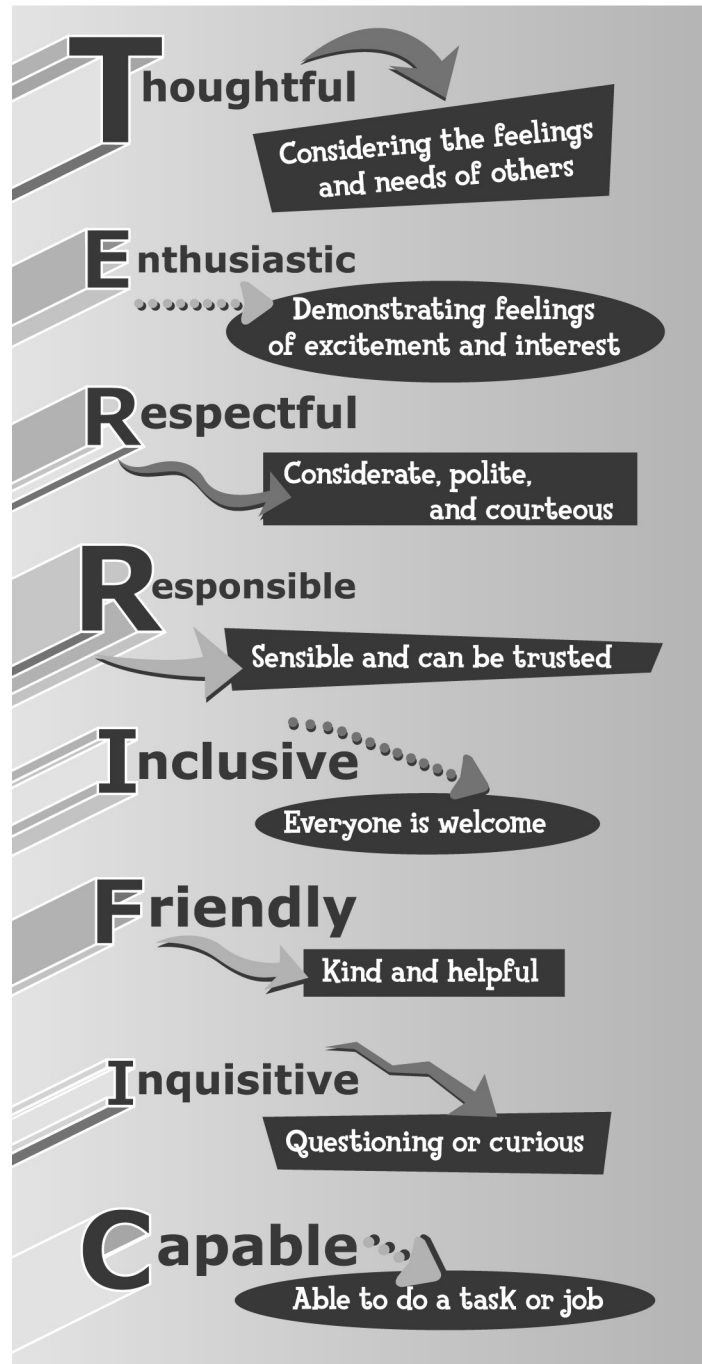 Thoughtful
Considering the feelings
and needs of others
Enthusiastic
Demonstrating feelings
of excitement and interest
Respectful
Considerate, polite,
and courteous
Responsible
Sensible and can be trusted
Inclusive
Everyone is welcome
Friendly
Kind and helpful
Inquisitive
Questioning or curious
Capable
Able to do a task or job